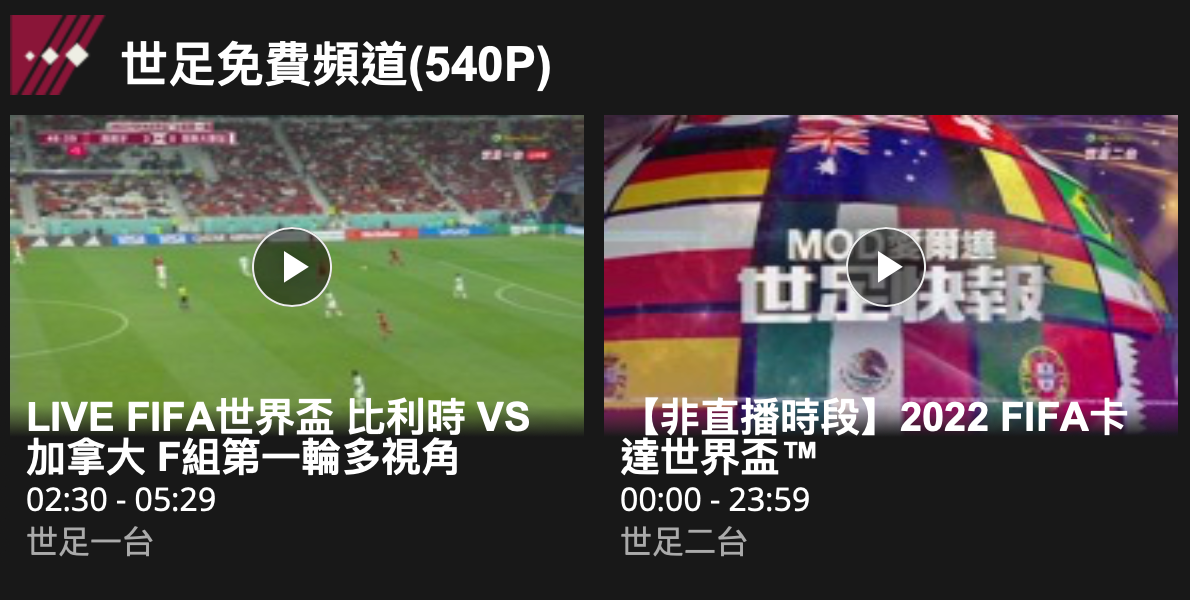 世足免費頻道(540P)
世足一台 LIVE
VISA VISA
世足二台
MOD愛爾達
世足快報
LIVE FIFA世界盃 比利時 VS
加拿大 F組第一輪多視角
02:30 - 05:29
世足一台
【非直播時段】2022 FIFA卡
達世界盃™
00:00 - 23:59
世足二台